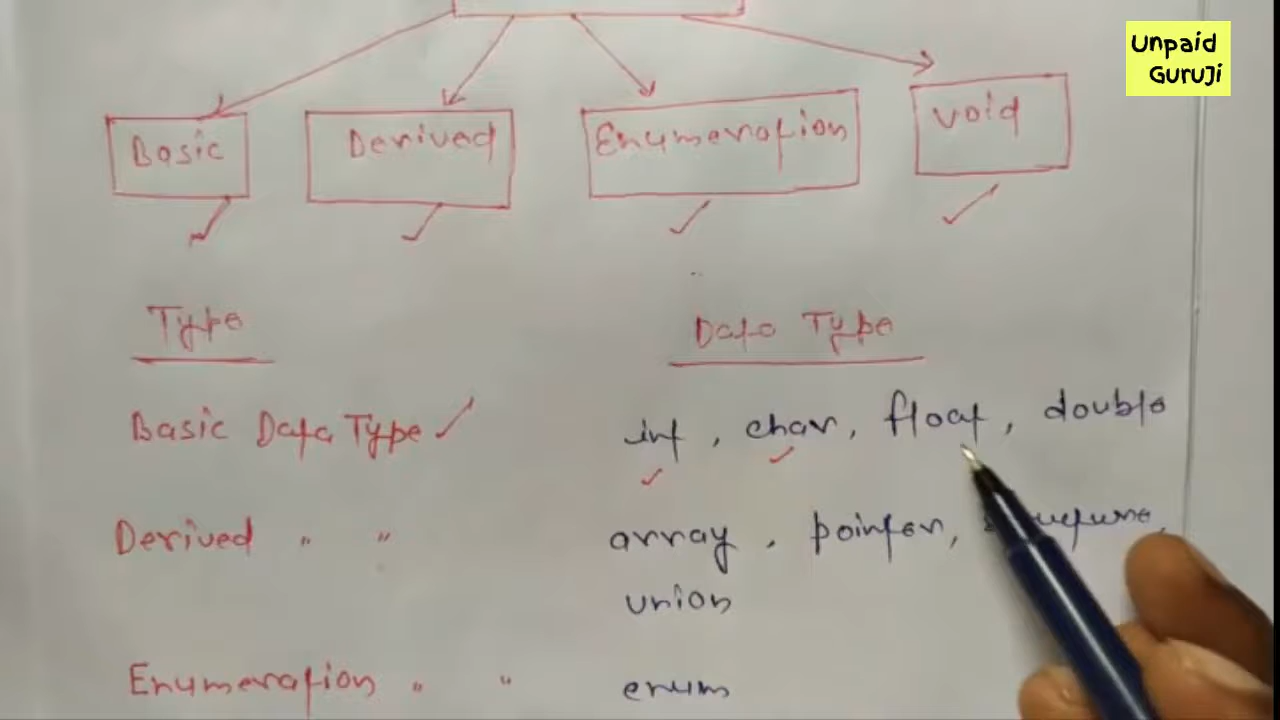 Unpaid
Guruji
Basic
Derived
Enumeration
void
Type
Data Type
Basic Data Type
int, char, float, double
Derived " "
array, pointer, structure,
union
Enumeration " "
enum